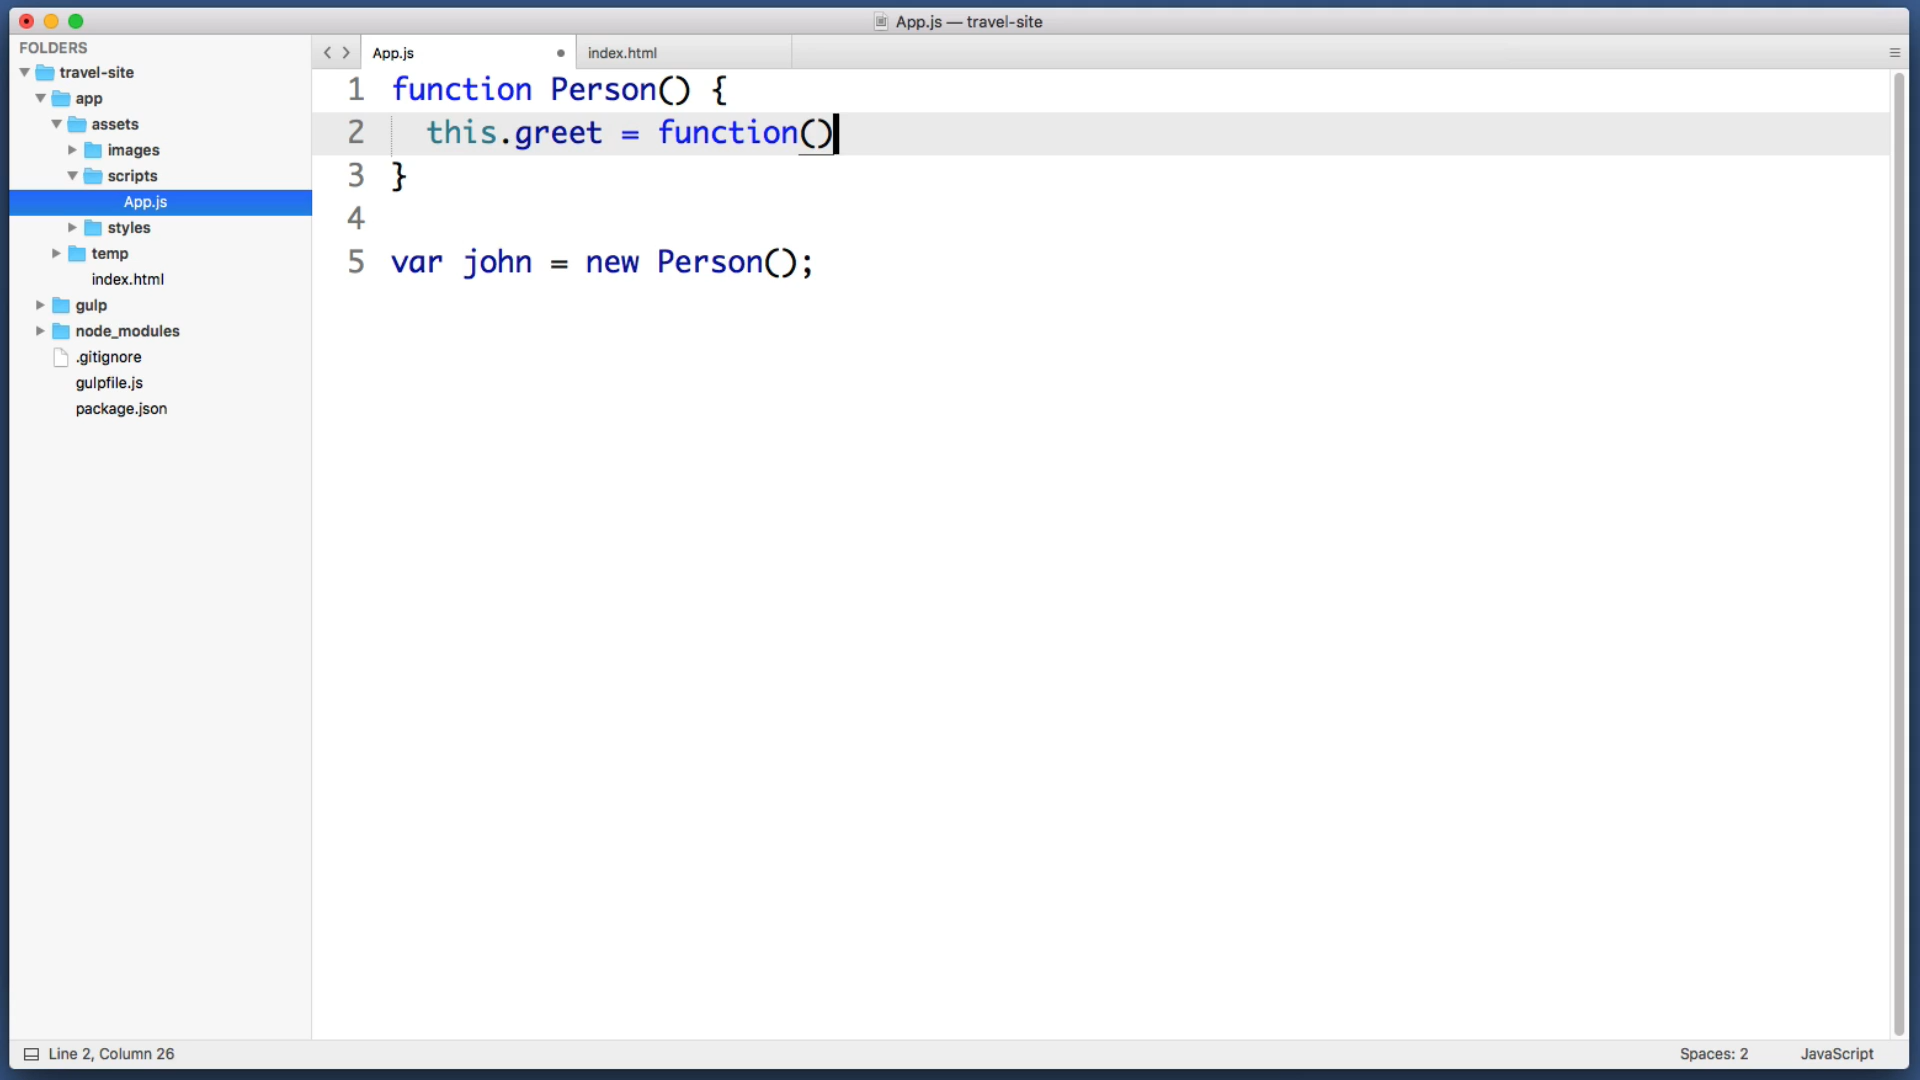 App.js — travel-site
FOLDERS
travel-site
app
assets
images
scripts
App.js
styles
temp
index.html
gulp
node_modules
.gitignore
gulpfile.js
package.json
App.js
index.html
1 function Person() {
2 this.greet = function()
3 }
4
5 var john = new Person();
Line 2, Column 26
Spaces: 2
JavaScript